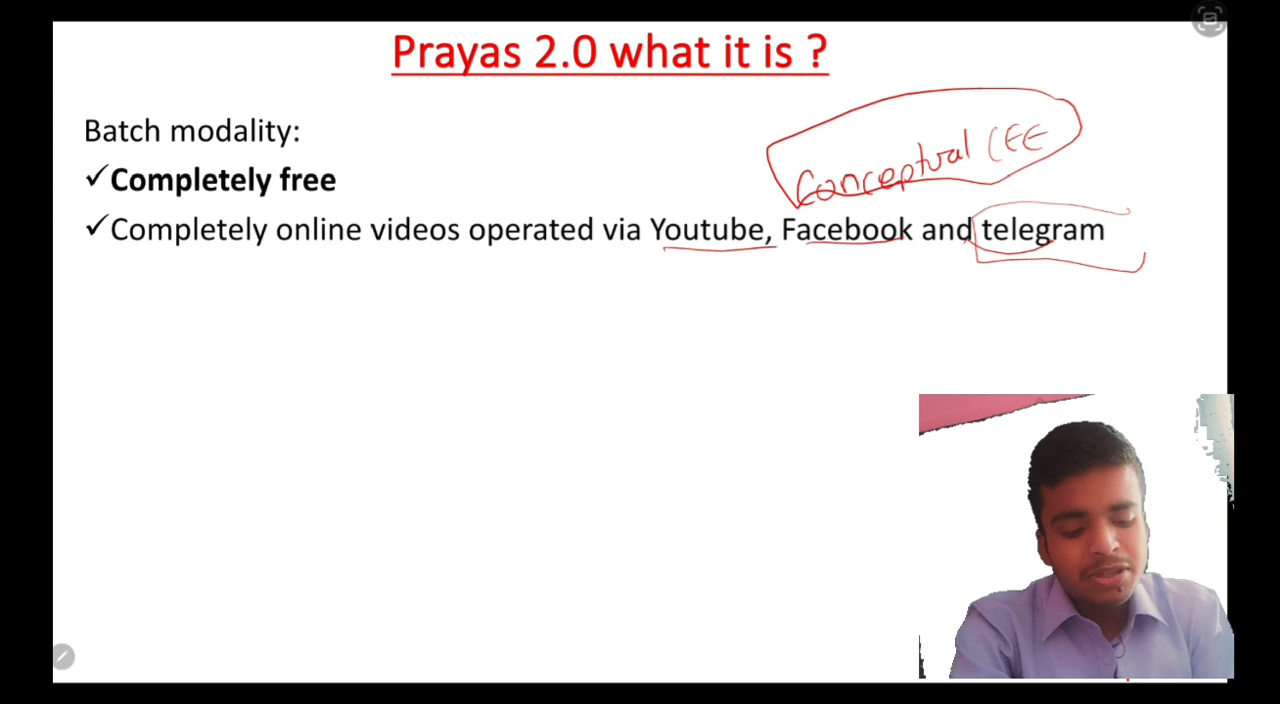 Prayas 2.0 what it is ?
Batch modality:
Conceptual CEE
✓Completely free
✓Completely online videos operated via Youtube, Facebook and telegram